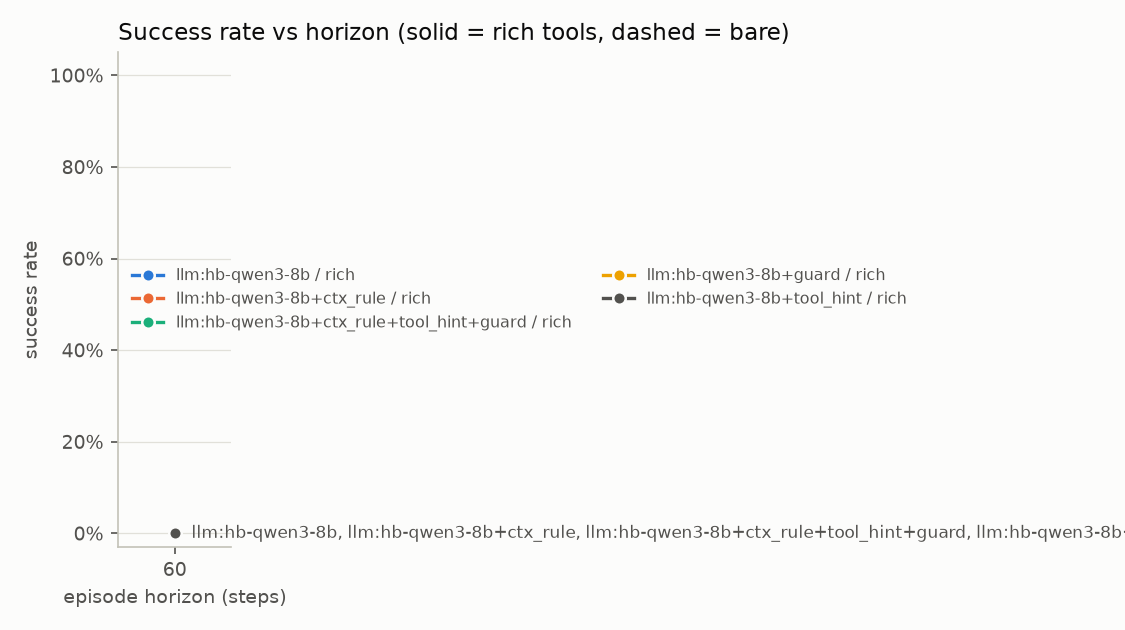 Success rate vs horizon (solid = rich tools, dashed = bare)
100%
80%
60%
40%
20%
0%
success rate
llm:hb-qwen3-8b / rich
llm:hb-qwen3-8b+ctx_rule / rich
llm:hb-qwen3-8b+ctx_rule+tool_hint+guard / rich
llm:hb-qwen3-8b+guard / rich
llm:hb-qwen3-8b+tool_hint / rich
llm:hb-qwen3-8b, llm:hb-qwen3-8b+ctx_rule, llm:hb-qwen3-8b+ctx_rule+tool_hint+guard, llm:hb-qwen3-8b+
60
episode horizon (steps)